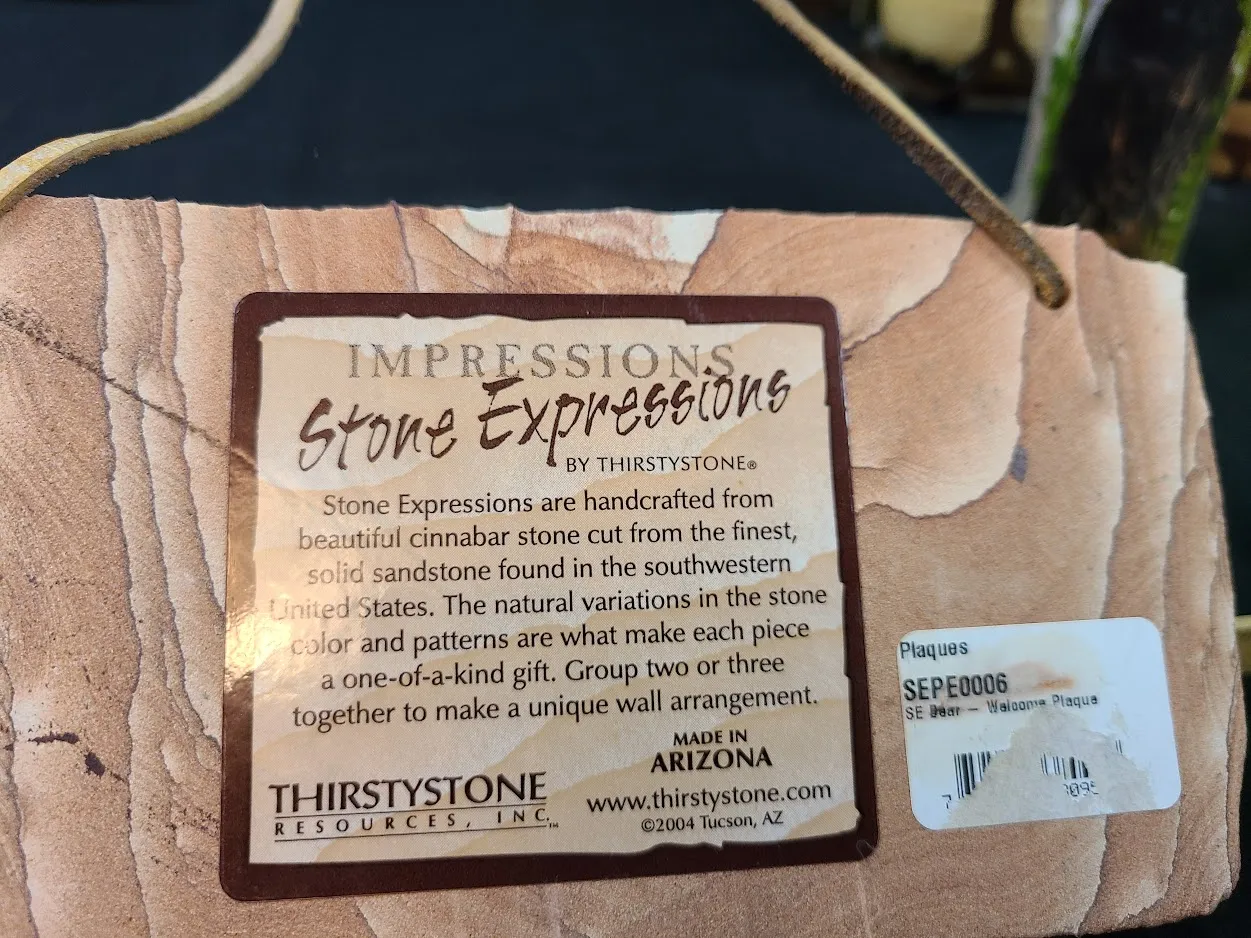 IMPRESSIONS
Stone Expressions
BY THIRSTYSTONE®
Stone Expressions are handcrafted from
beautiful cinnabar stone cut from the finest,
solid sandstone found in the southwestern
United States. The natural variations in the stone
color and patterns are what make each piece
a one-of-a-kind gift. Group two or three
together to make a unique wall arrangement.
THIRSTYSTONE
RESOURCES, INC.™
MADE IN
ARIZONA
www.thirstystone.com
©2004 Tucson, AZ
Plaques
SEPE0006
SE Bear – Welcome Plaque
7